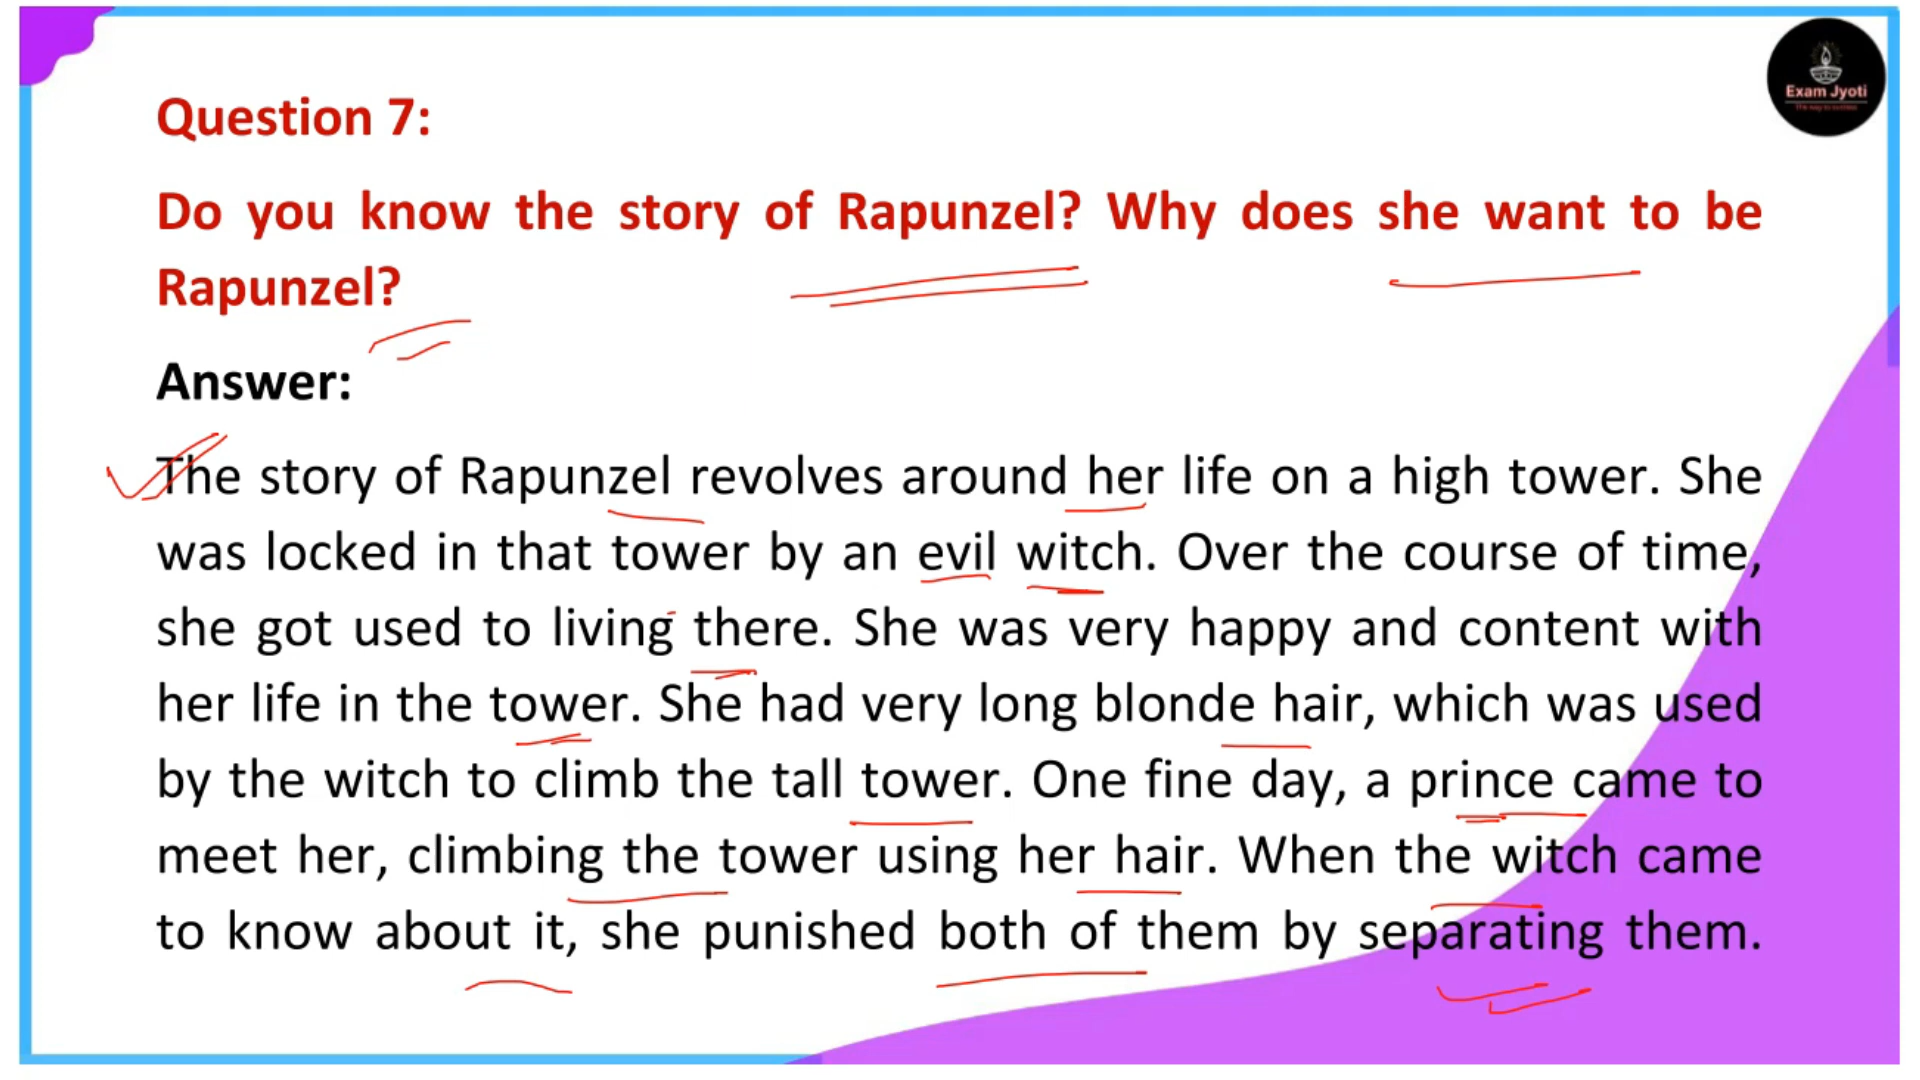 Exam Jyoti
The way to success
Question 7:
Do you know the story of Rapunzel? Why does she want to be
Rapunzel?
Answer:
The story of Rapunzel revolves around her life on a high tower. She
was locked in that tower by an evil witch. Over the course of time,
she got used to living there. She was very happy and content with
her life in the tower. She had very long blonde hair, which was used
by the witch to climb the tall tower. One fine day, a prince came to
meet her, climbing the tower using her hair. When the witch came
to know about it, she punished both of them by separating them.